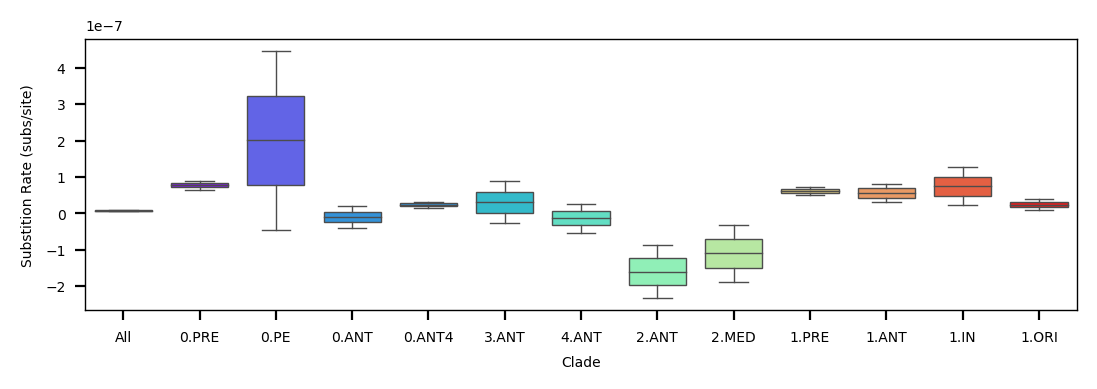 1e−7
Substition Rate (subs/site)
4
3
2
1
0
−1
−2
All 0.PRE 0.PE 0.ANT 0.ANT4 3.ANT 4.ANT 2.ANT 2.MED 1.PRE 1.ANT 1.IN 1.ORI
Clade